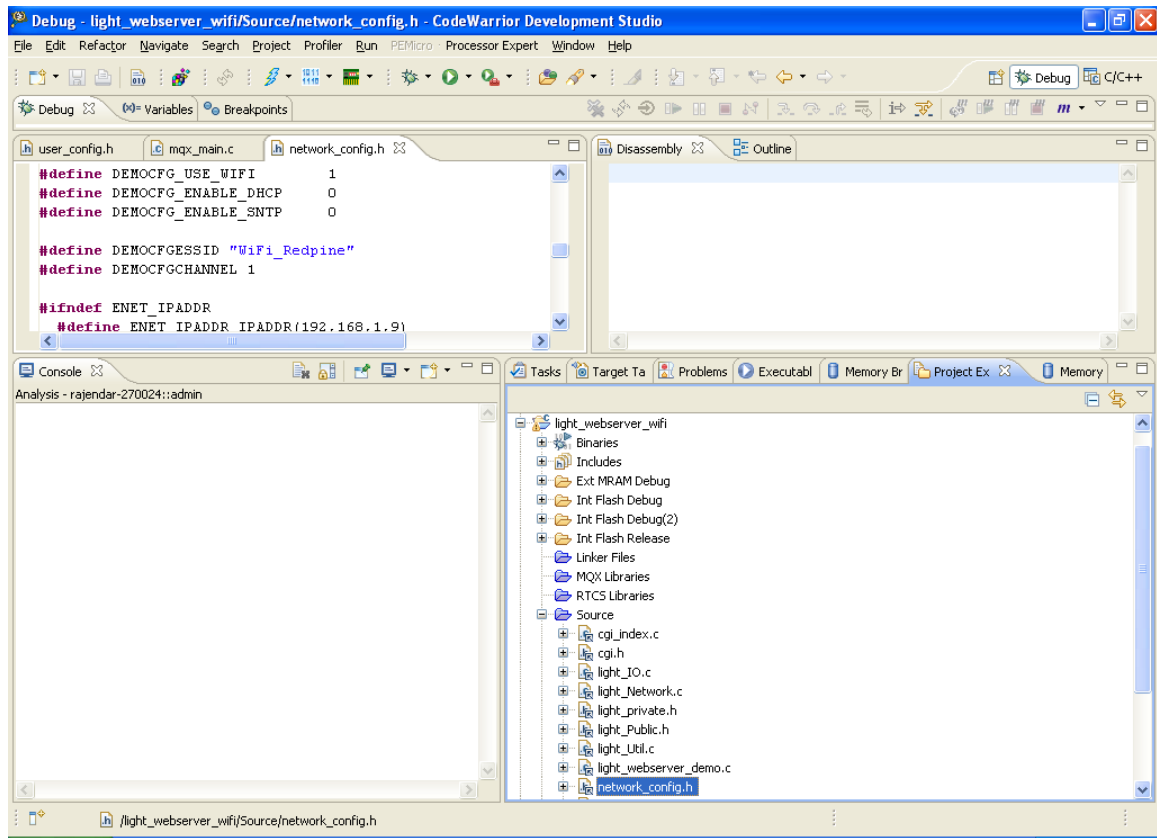 Debug - light_webserver_wifi/Source/network_config.h - CodeWarrior Development Studio
File Edit Refactor Navigate Search Project Profiler Run PEMicro Processor Expert Window Help
Debug C/C++
Debug (x)= Variables Breakpoints
user_config.h mqx_main.c network_config.h
Disassembly Outline
#define DEMOCFG_USE_WIFI 1
#define DEMOCFG_ENABLE_DHCP 0
#define DEMOCFG_ENABLE_SNTP 0
#define DEMOCFGESSID "WiFi_Redpine"
#define DEMOCFGCHANNEL 1
#ifndef ENET_IPADDR
#define ENET_IPADDR IPADDR(192.168.1.9)
Console
Analysis - rajendar-270024::admin
Tasks Target Ta Problems Executabl Memory Br Project Ex Memory
light_webserver_wifi
Binaries
Includes
Ext MRAM Debug
Int Flash Debug
Int Flash Debug(2)
Int Flash Release
Linker Files
MQX Libraries
RTCS Libraries
Source
cgi_index.c
cgi.h
light_IO.c
light_Network.c
light_private.h
light_Public.h
light_Util.c
light_webserver_demo.c
network_config.h
/light_webserver_wifi/Source/network_config.h